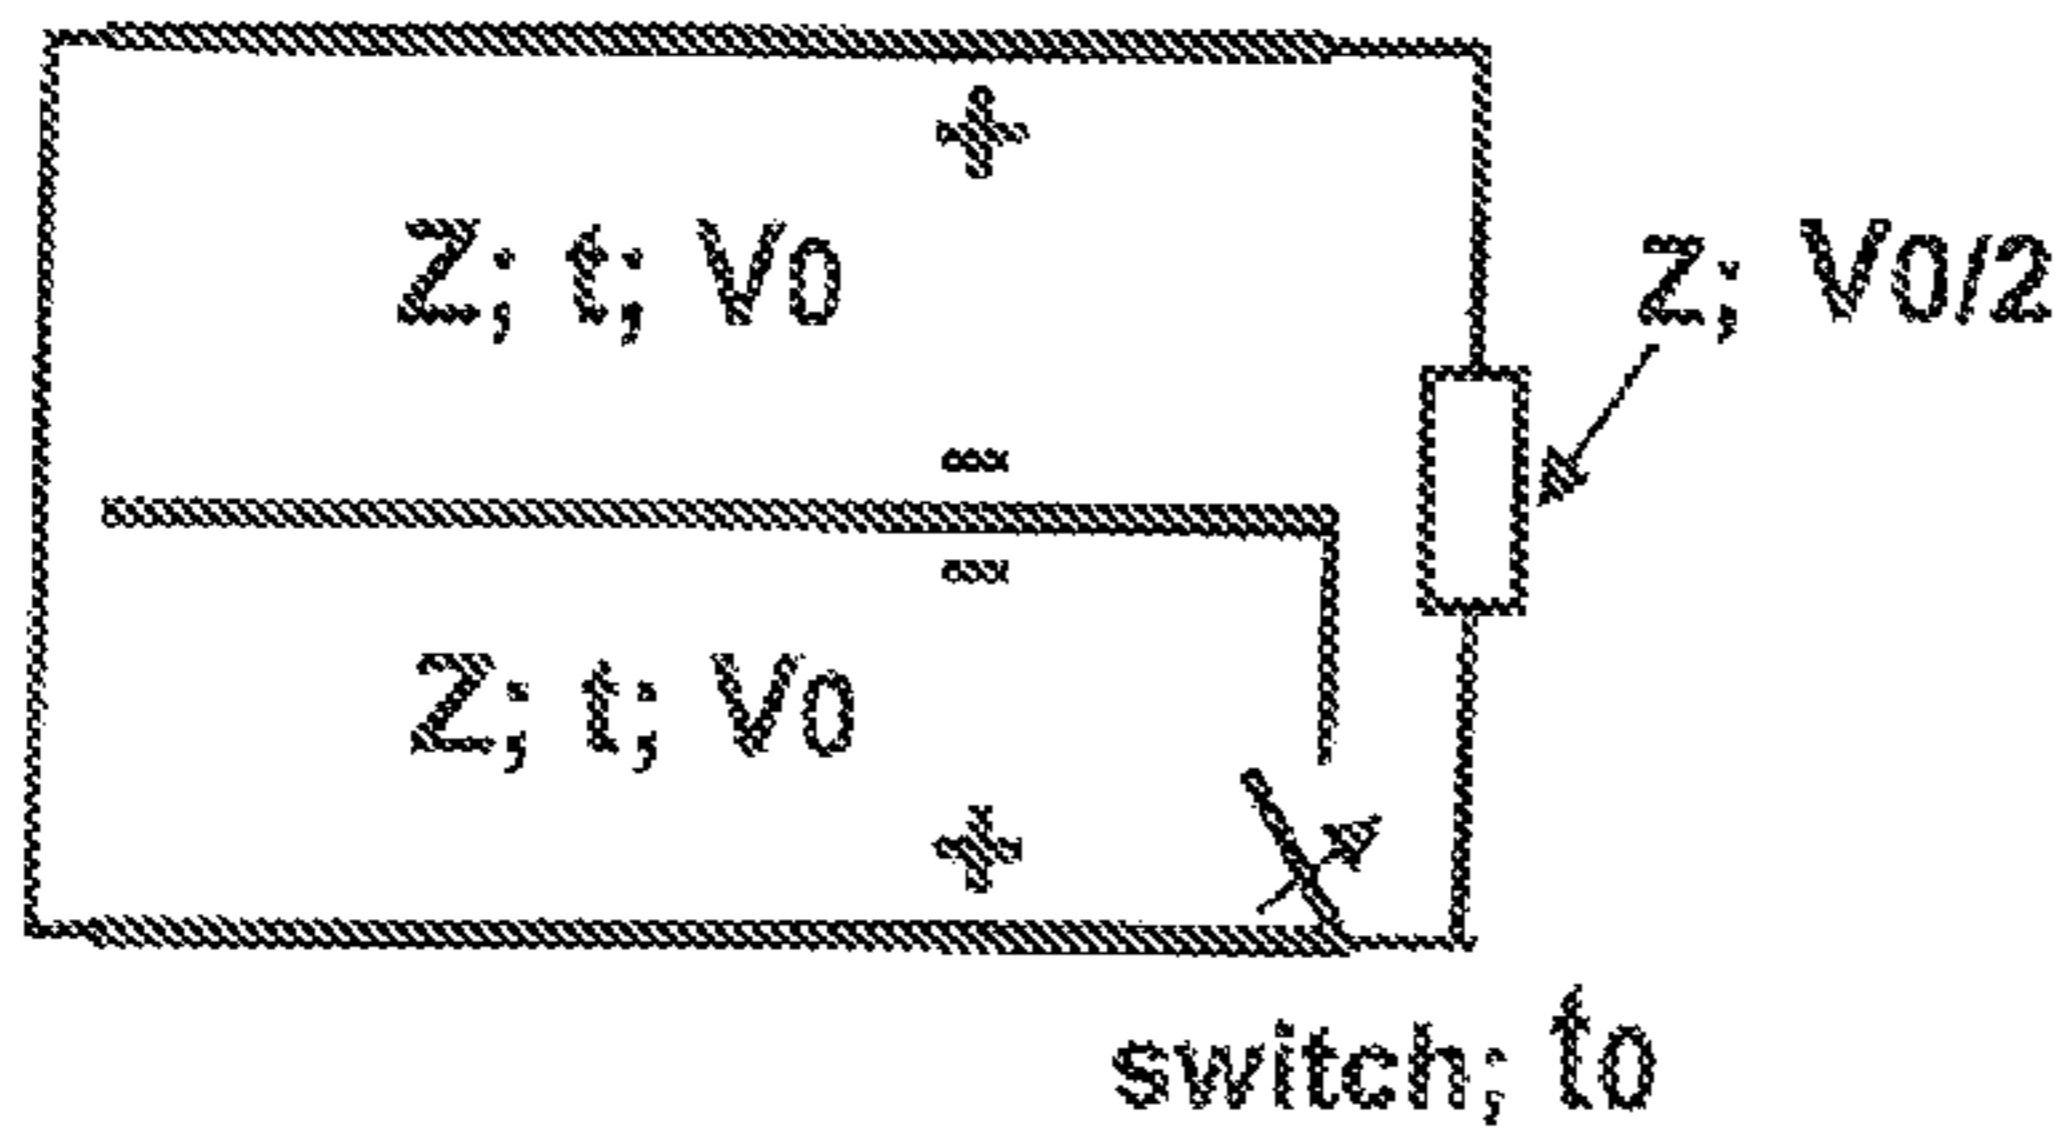 +
Z; t; V0
z; V0/2
-
-
Z; t; V0
+
switch; t0